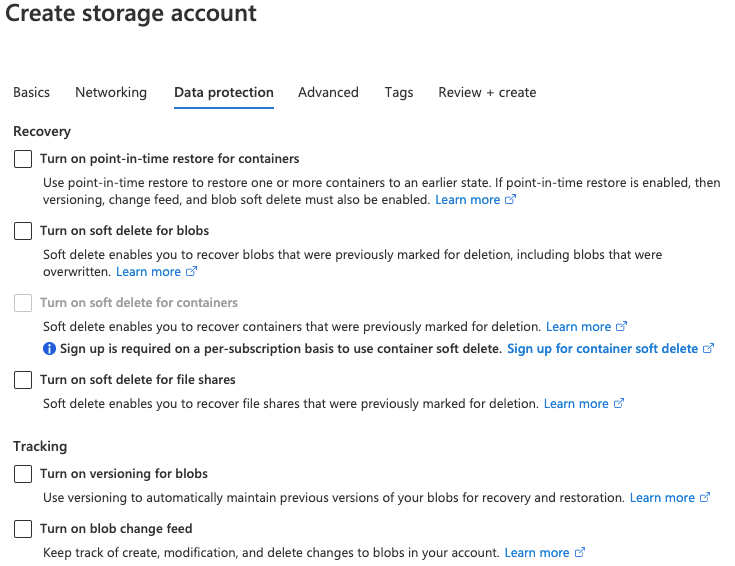 Create storage account
Basics Networking Data protection Advanced Tags Review + create
Recovery
Turn on point-in-time restore for containers
Use point-in-time restore to restore one or more containers to an earlier state. If point-in-time restore is enabled, then
versioning, change feed, and blob soft delete must also be enabled. Learn more
Turn on soft delete for blobs
Soft delete enables you to recover blobs that were previously marked for deletion, including blobs that were
overwritten. Learn more
Turn on soft delete for containers
Soft delete enables you to recover containers that were previously marked for deletion. Learn more
Sign up is required on a per-subscription basis to use container soft delete. Sign up for container soft delete
Turn on soft delete for file shares
Soft delete enables you to recover file shares that were previously marked for deletion. Learn more
Tracking
Turn on versioning for blobs
Use versioning to automatically maintain previous versions of your blobs for recovery and restoration. Learn more
Turn on blob change feed
Keep track of create, modification, and delete changes to blobs in your account. Learn more